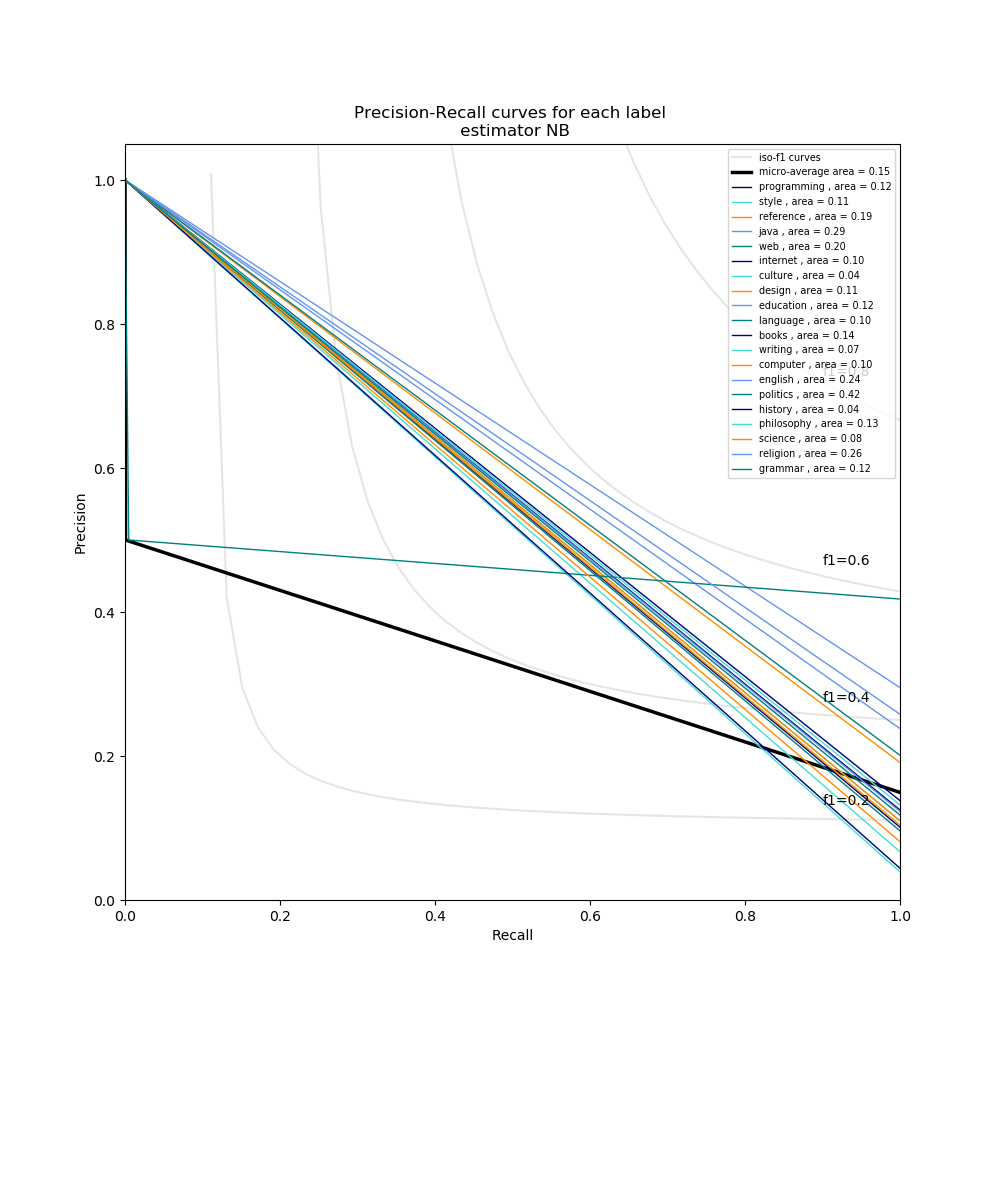 Precision-Recall curves for each label
estimator NB
iso-f1 curves
micro-average area = 0.15
programming , area = 0.12
style , area = 0.11
reference , area = 0.19
java , area = 0.29
web , area = 0.20
internet , area = 0.10
culture , area = 0.04
design , area = 0.11
education , area = 0.12
language , area = 0.10
books , area = 0.14
writing , area = 0.07
computer , area = 0.10
english , area = 0.24
politics , area = 0.42
history , area = 0.04
philosophy , area = 0.13
science , area = 0.08
religion , area = 0.26
grammar , area = 0.12
f1=0.8
f1=0.6
f1=0.4
f1=0.2
Precision
1.0
0.8
0.6
0.4
0.2
0.0
0.0 0.2 0.4 0.6 0.8 1.0
Recall